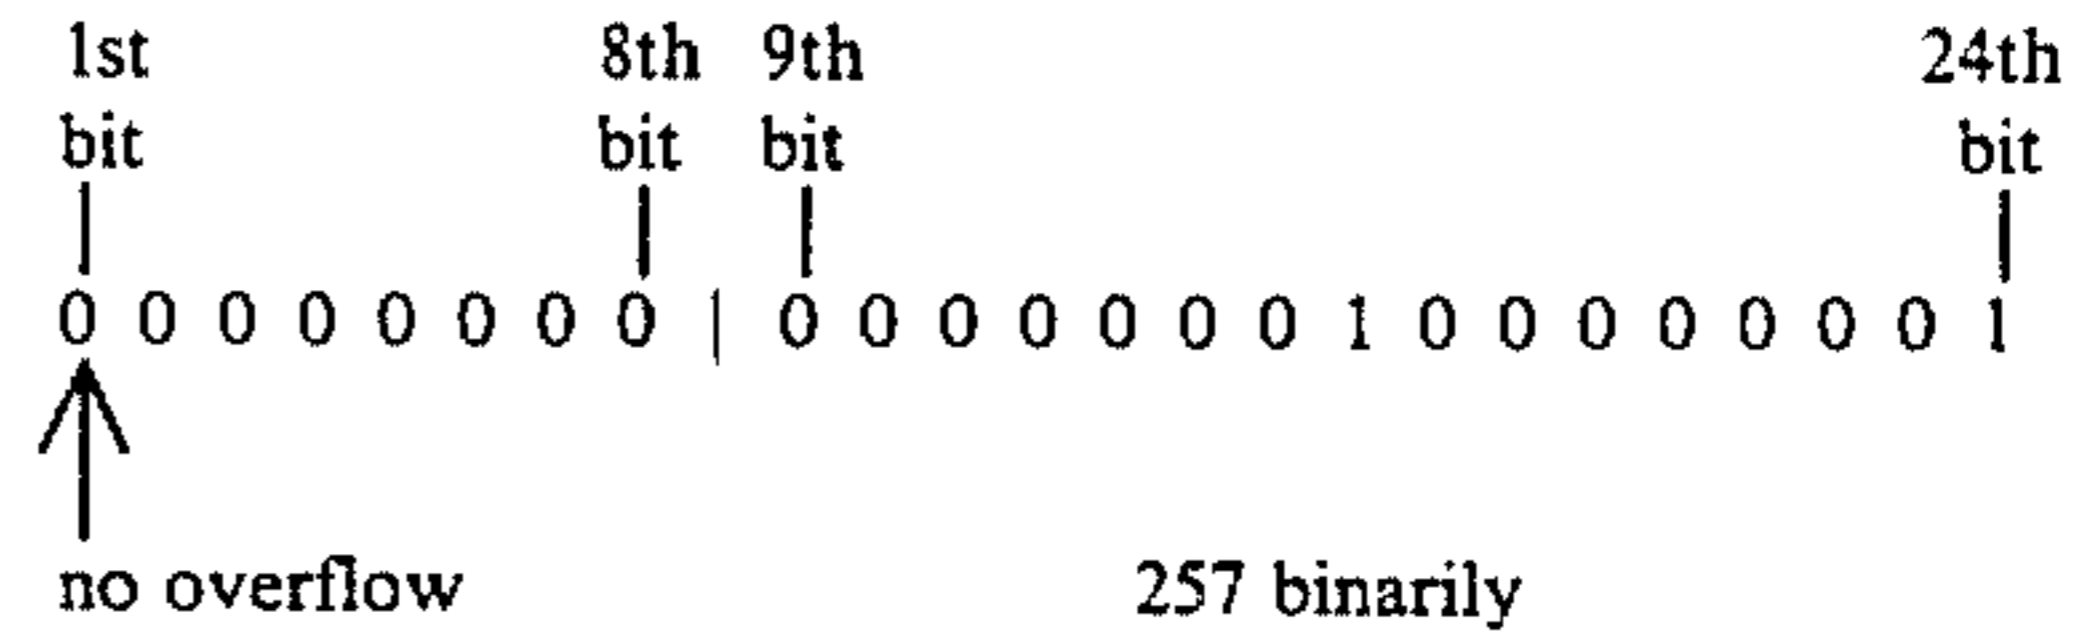 1st 8th 9th 24th
bit bit bit bit
0 0 0 0 0 0 0 0 | 0 0 0 0 0 0 0 1 0 0 0 0 0 0 0 1
no overflow 257 binarily